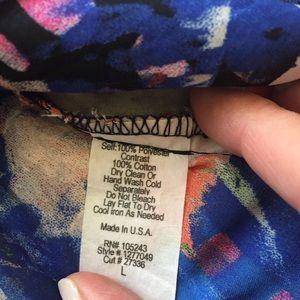 Self:100% Polyester
Contrast
100% Cotton
Dry Clean Or
Hand Wash Cold
Separately
Do Not Bleach
Lay Flat To Dry
Cool Iron As Needed
Made In U.S.A.
RN# 105243
Style # 1277049
Cut # 27336
L